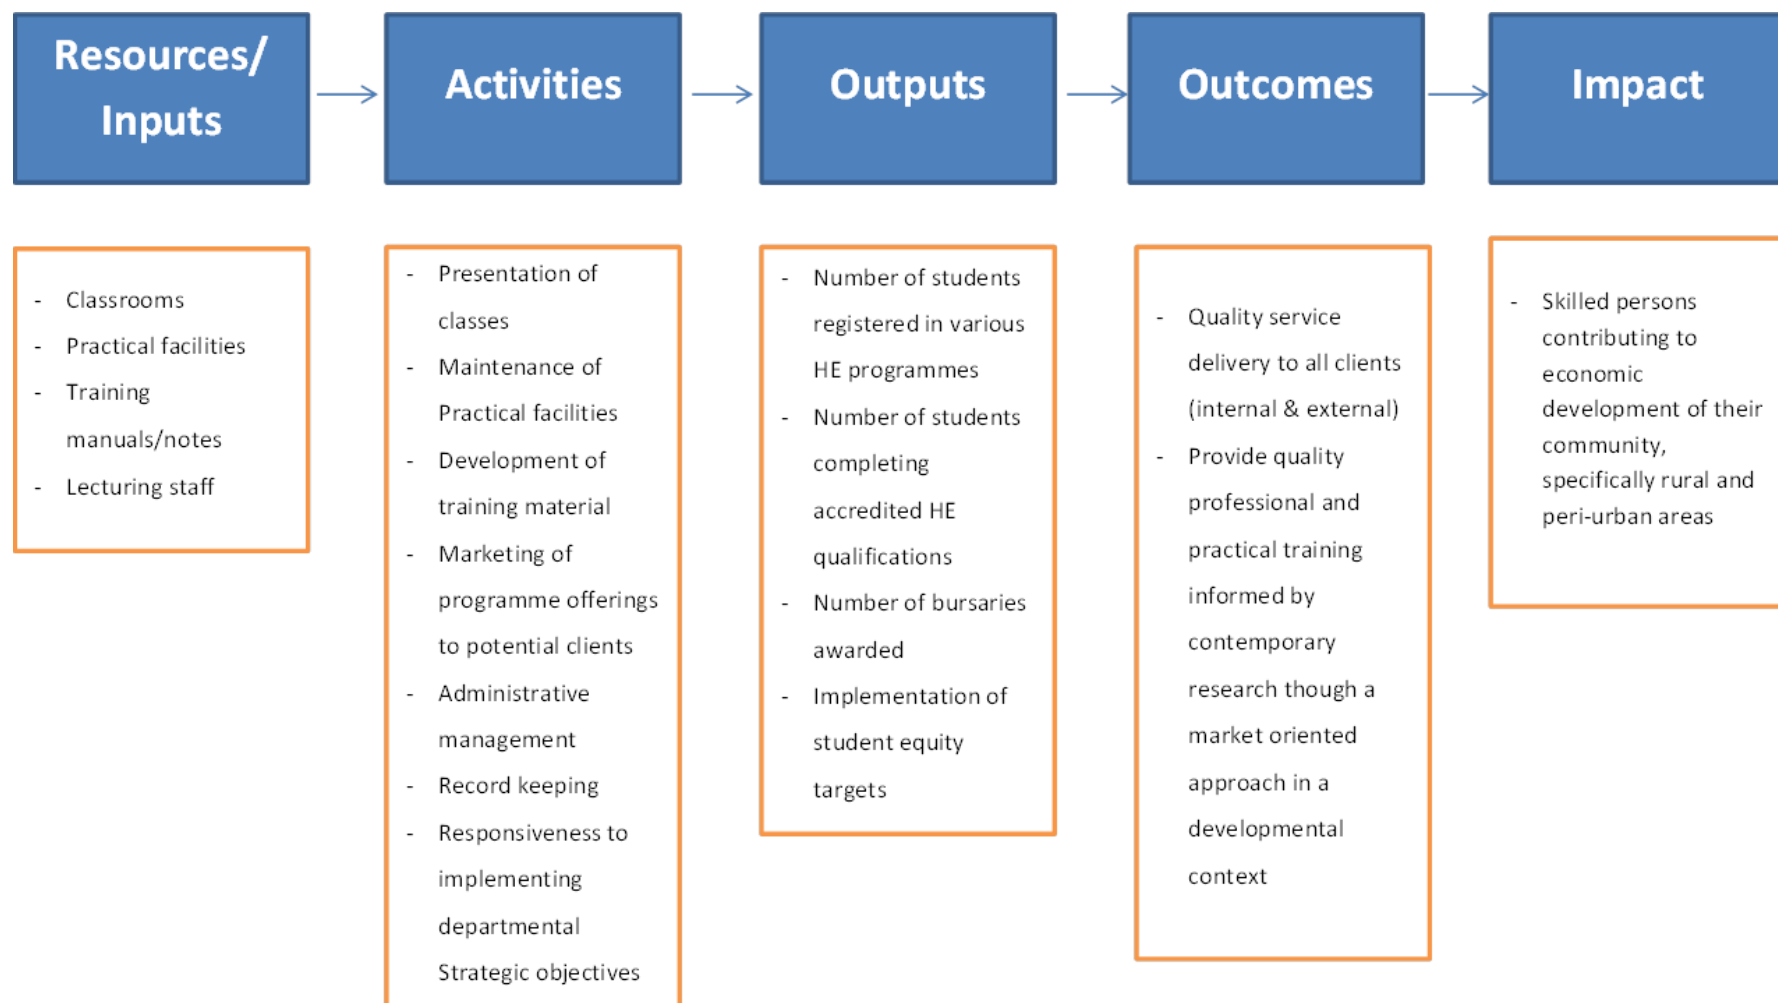 Resources/
Inputs
Activities
Outputs
Outcomes
Impact
- Classrooms
- Practical facilities
- Training
manuals/notes
- Lecturing staff
- Presentation of
classes
- Maintenance of
Practical facilities
- Development of
training material
- Marketing of
programme offerings
to potential clients
- Administrative
management
- Record keeping
- Responsiveness to
implementing
departmental
Strategic objectives
- Number of students
registered in various
HE programmes
- Number of students
completing
accredited HE
qualifications
- Number of bursaries
awarded
- Implementation of
student equity
targets
- Quality service
delivery to all clients
(internal & external)
- Provide quality
professional and
practical training
informed by
contemporary
research though a
market oriented
approach in a
developmental
context
- Skilled persons
contributing to
economic
development of their
community,
specifically rural and
peri-urban areas